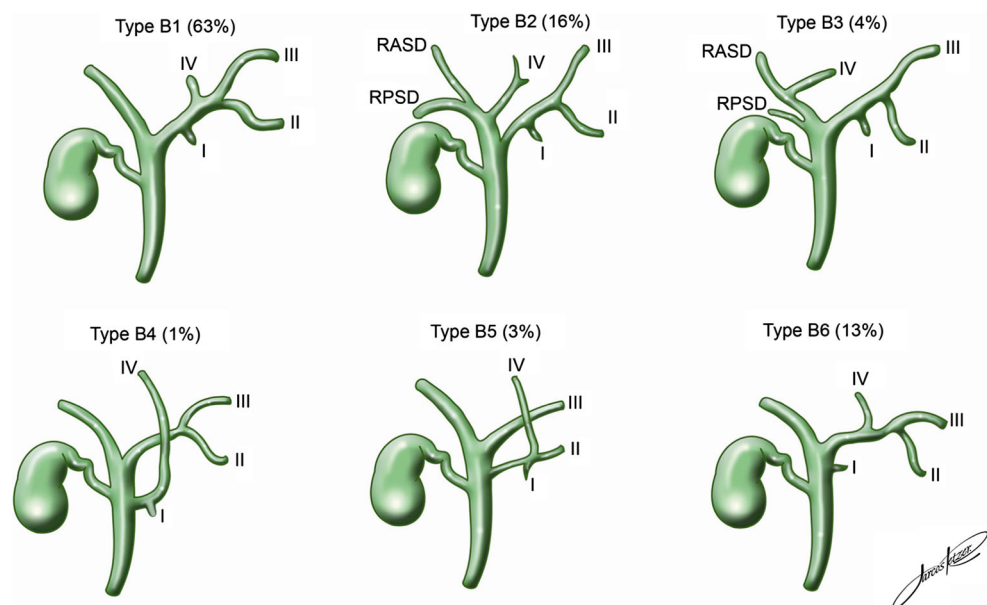 Type B1 (63%)
IV
III
II
I
Type B2 (16%)
RASD
IV
III
RPSD
II
I
Type B3 (4%)
RASD
IV
III
RPSD
I
II
Type B4 (1%)
IV
III
II
I
Type B5 (3%)
IV
III
II
I
Type B6 (13%)
IV
III
I
II